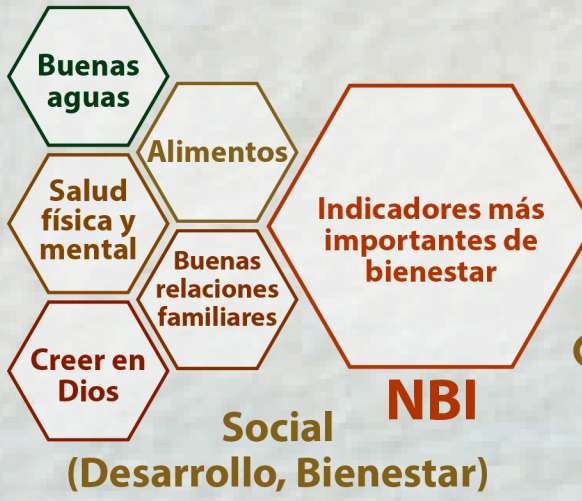 Buenas
aguas
Alimentos
Salud
física y
mental
Buenas
relaciones
familiares
Creer en
Dios
Indicadores más
importantes de
bienestar
NBI
Social
(Desarrollo, Bienestar)